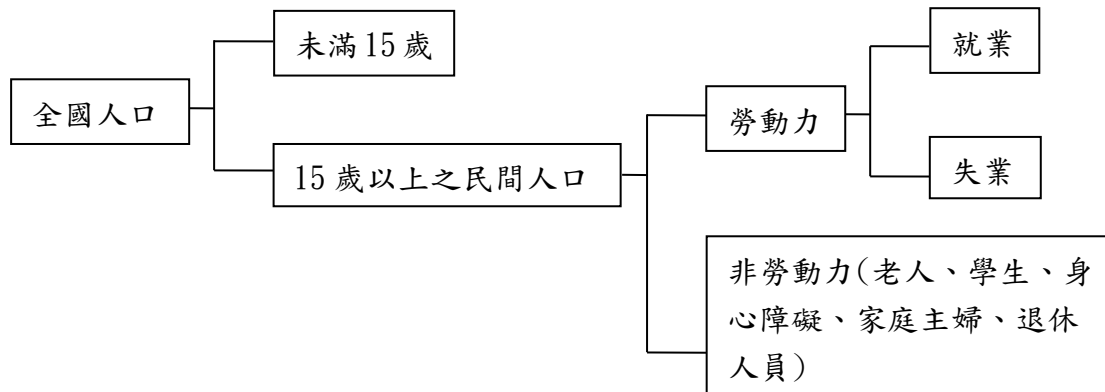 未滿15歲
就業
全國人口
勞動力
15歲以上之民間人口
失業
非勞動力(老人、學生、身
心障礙、家庭主婦、退休
人員)